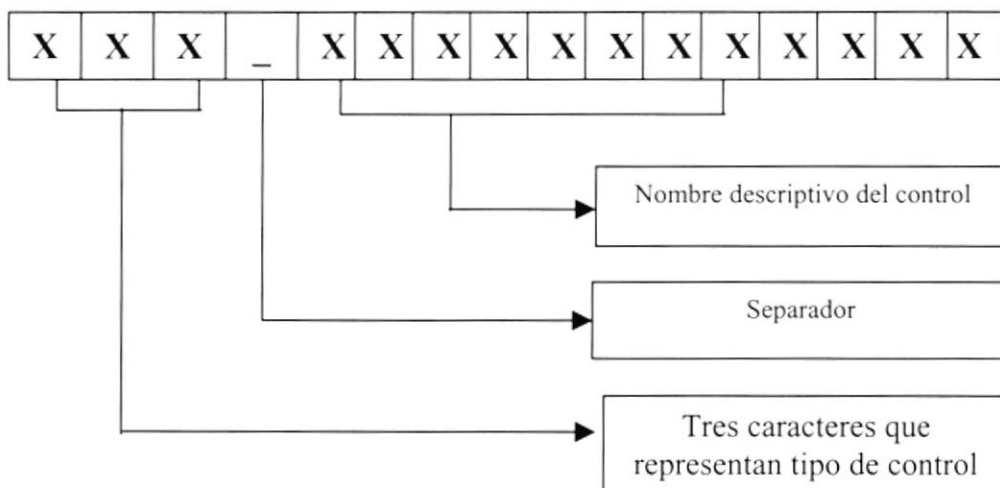 X X X _ X X X X X X X X X X X X
Nombre descriptivo del control
Separador
Tres caracteres que
representan tipo de control